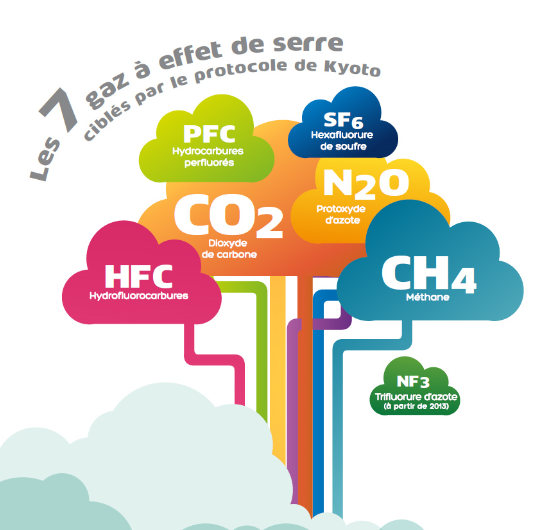 Les 7 gaz à effet de serre
ciblés par le protocole de Kyoto
PFC
Hydrocarbures
perfluorés
SF6
Hexafluorure
de soufre
CO2
Dioxyde
de carbone
N2O
Protoxyde
d'azote
HFC
Hydrofluorocarbures
CH4
Méthane
NF3
Trifluorure d'azote
(à partir de 2013)